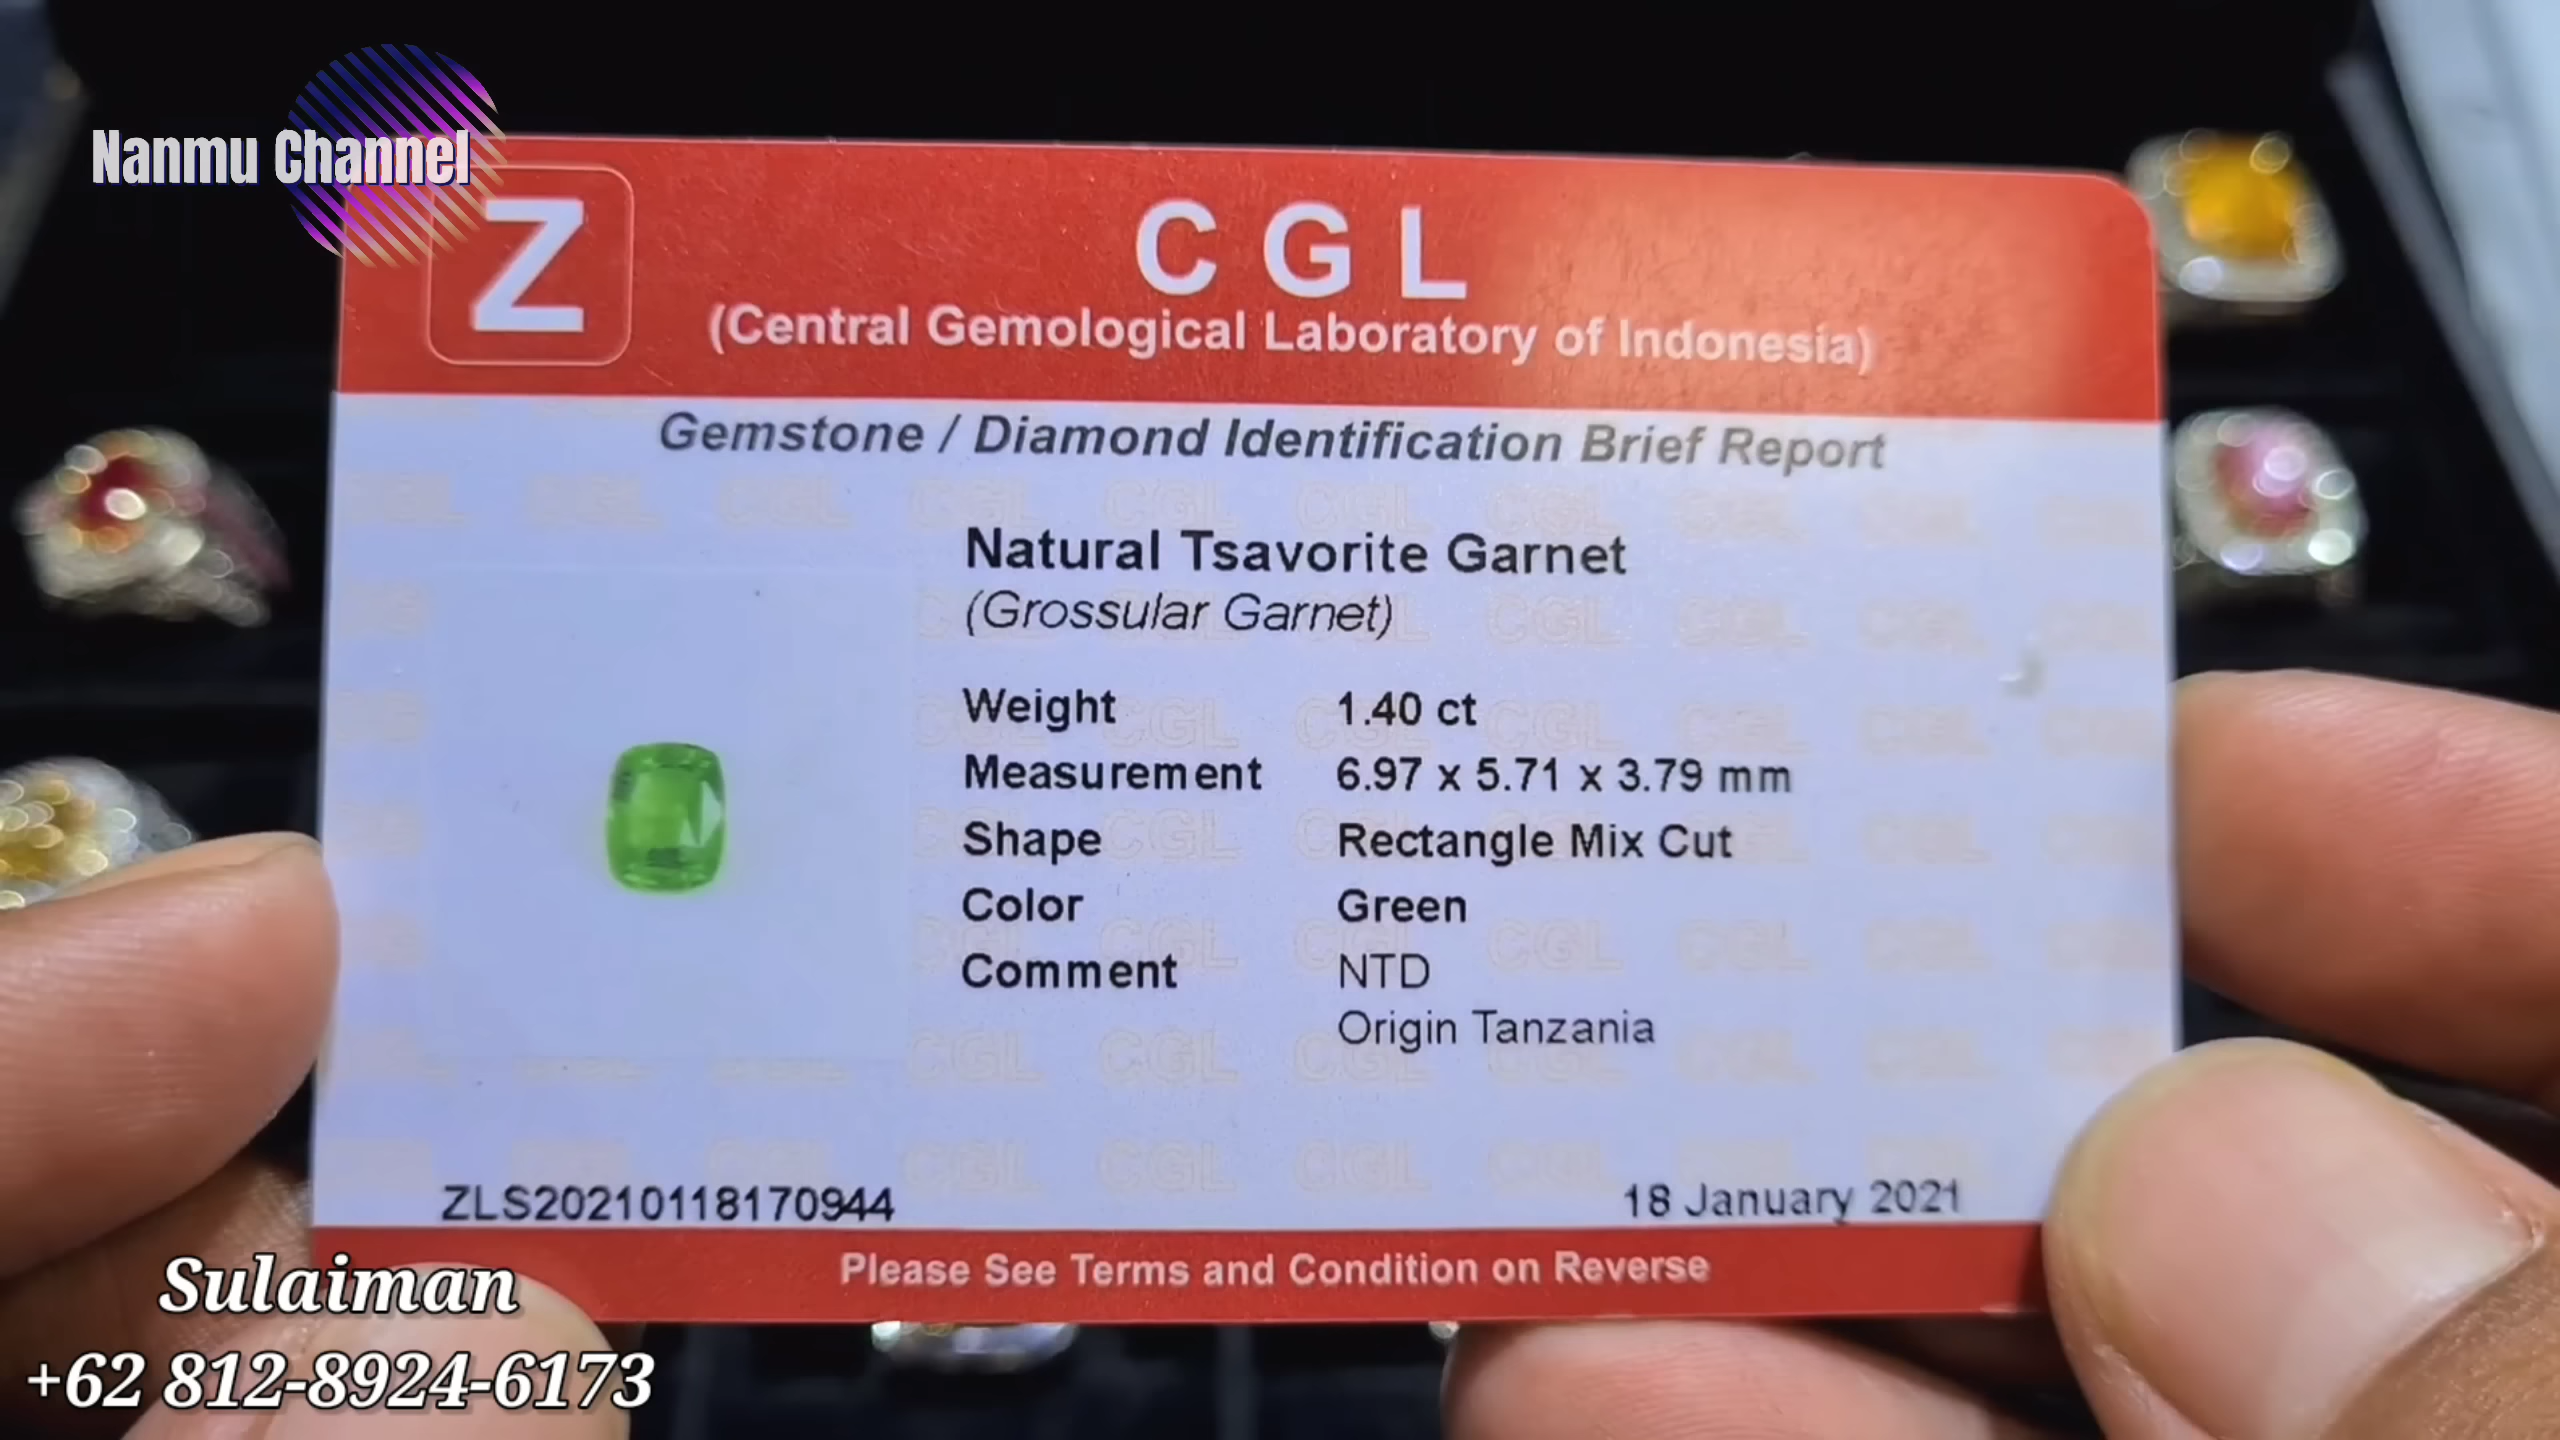 Nanmu Channel
Z
CGL
(Central Gemological Laboratory of Indonesia)
Gemstone / Diamond Identification Brief Report
Natural Tsavorite Garnet
(Grossular Garnet)
Weight 1.40 ct
Measurement 6.97 x 5.71 x 3.79 mm
Shape Rectangle Mix Cut
Color Green
Comment NTD
Origin Tanzania
ZLS20210118170944 18 January 2021
Please See Terms and Condition on Reverse
Sulaiman
+62 812-8924-6173